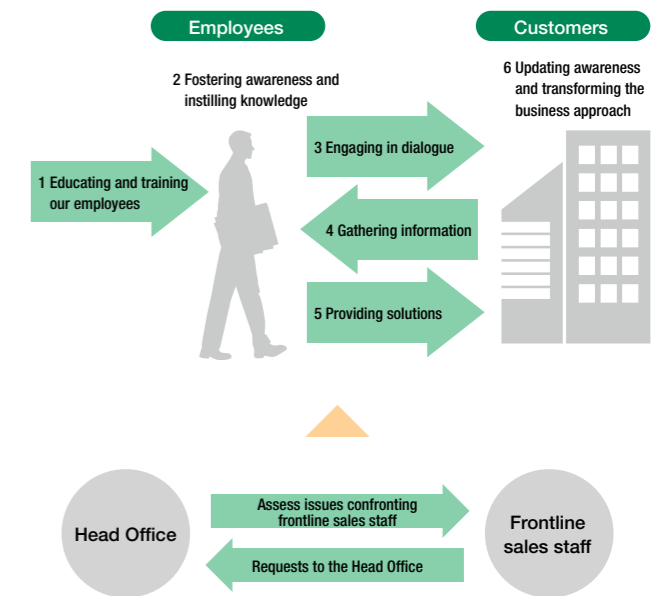 Employees
Customers
2 Fostering awareness and
instilling knowledge
6 Updating awareness
and transforming the
business approach
1 Educating and training
our employees
3 Engaging in dialogue
4 Gathering information
5 Providing solutions
Head Office
Assess issues confronting
frontline sales staff
Requests to the Head Office
Frontline
sales staff